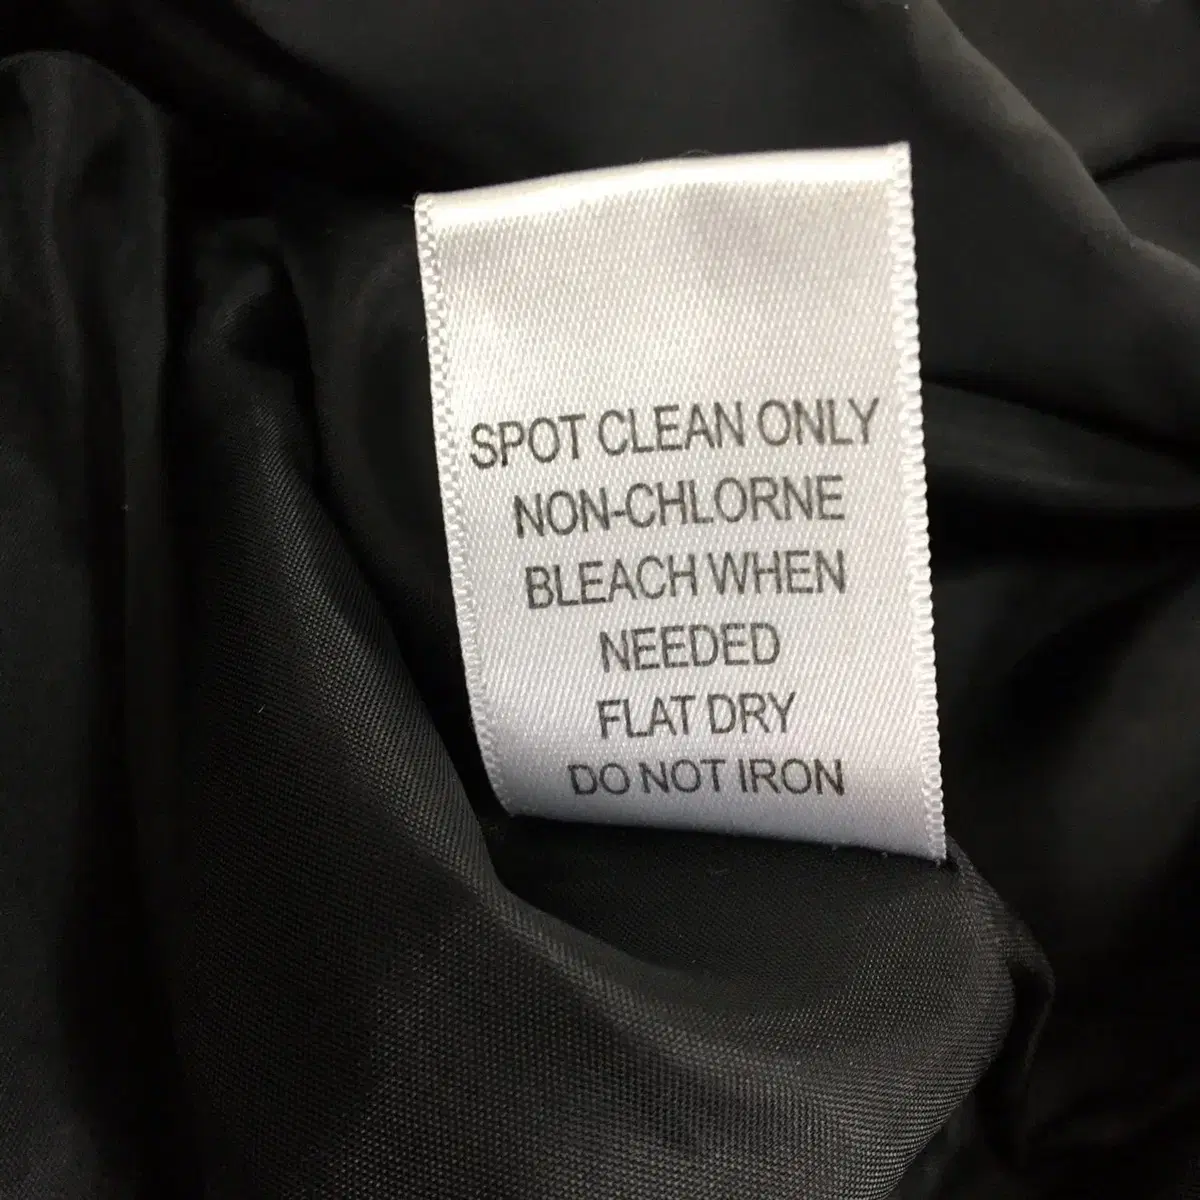 SPOT CLEAN ONLY
NON-CHLORNE
BLEACH WHEN
NEEDED
FLAT DRY
DO NOT IRON